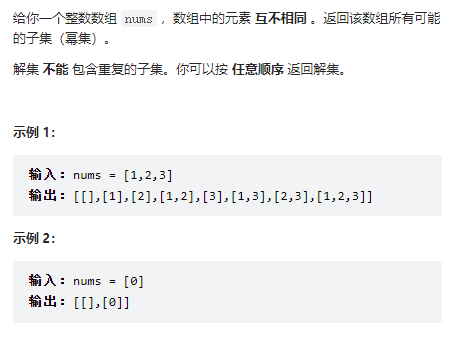 给你一个整数数组 nums ，数组中的元素 互不相同 。返回该数组所有可能
的子集（幂集）。
解集 不能 包含重复的子集。你可以按 任意顺序 返回解集。
示例 1：
输入：nums = [1,2,3]
输出：[[],[1],[2],[1,2],[3],[1,3],[2,3],[1,2,3]]
示例 2：
输入：nums = [0]
输出：[[],[0]]